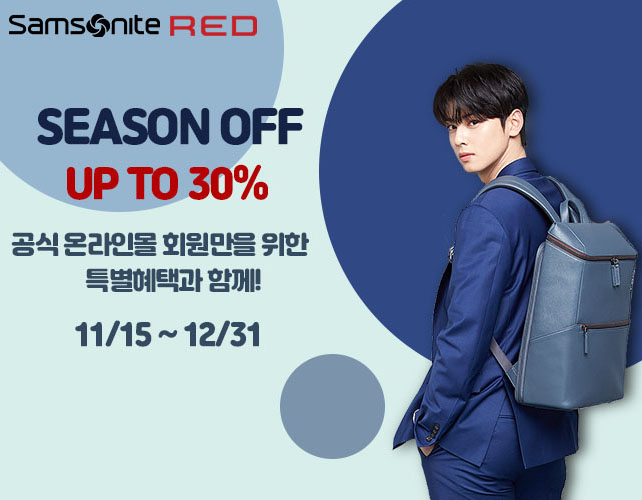 Samsonite RED
SEASON OFF
UP TO 30%
공식 온라인몰 회원만을 위한
특별혜택과 함께!
11/15 ~ 12/31